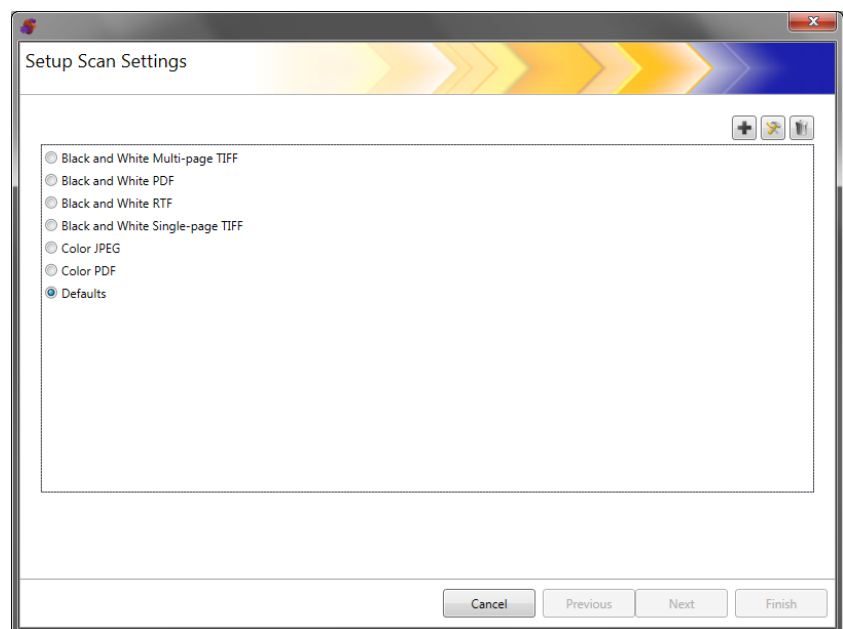 Setup Scan Settings
Black and White Multi-page TIFF
Black and White PDF
Black and White RTF
Black and White Single-page TIFF
Color JPEG
Color PDF
Defaults
Cancel Previous Next Finish